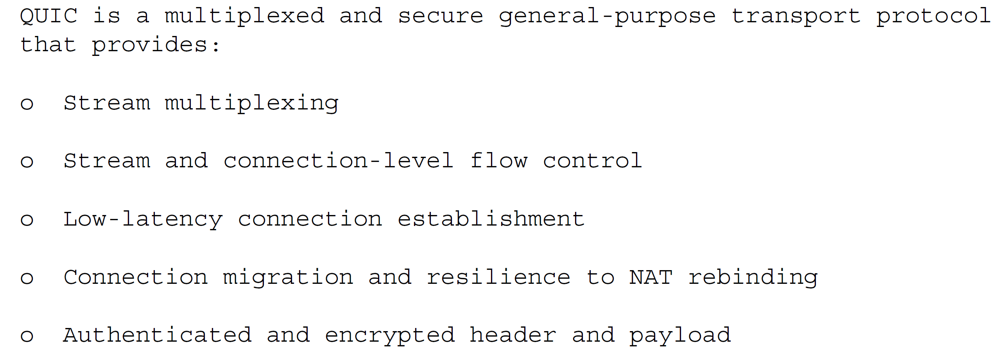 QUIC is a multiplexed and secure general-purpose transport protocol
that provides:
o Stream multiplexing
o Stream and connection-level flow control
o Low-latency connection establishment
o Connection migration and resilience to NAT rebinding
o Authenticated and encrypted header and payload